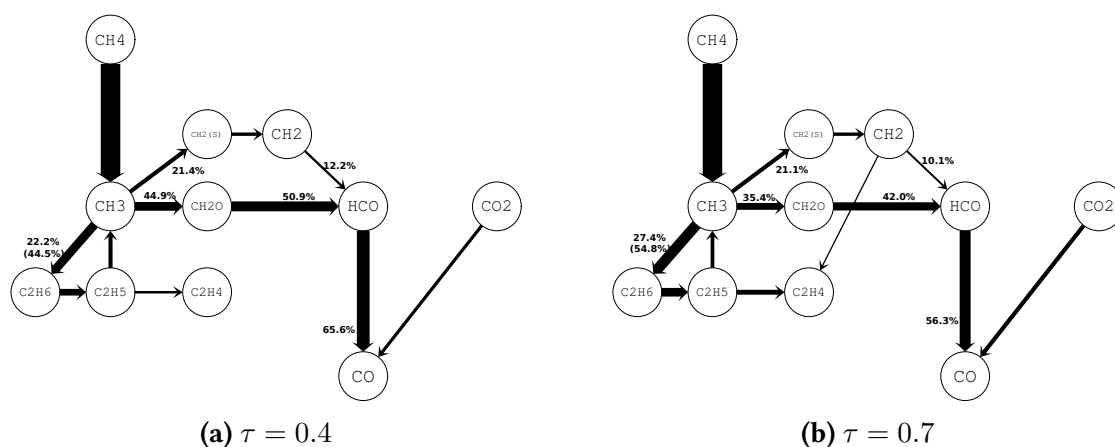 CH4
CH2(S)
CH2
21.4%
12.2%
CH3
44.9%
CH2O
50.9%
HCO
CO2
22.2%
(44.5%)
C2H6
C2H5
C2H4
65.6%
CO
(a) τ = 0.4
CH4
CH2(S)
CH2
21.1%
10.1%
CH3
35.4%
CH2O
42.0%
HCO
CO2
27.4%
(54.8%)
C2H6
C2H5
C2H4
56.3%
CO
(b) τ = 0.7